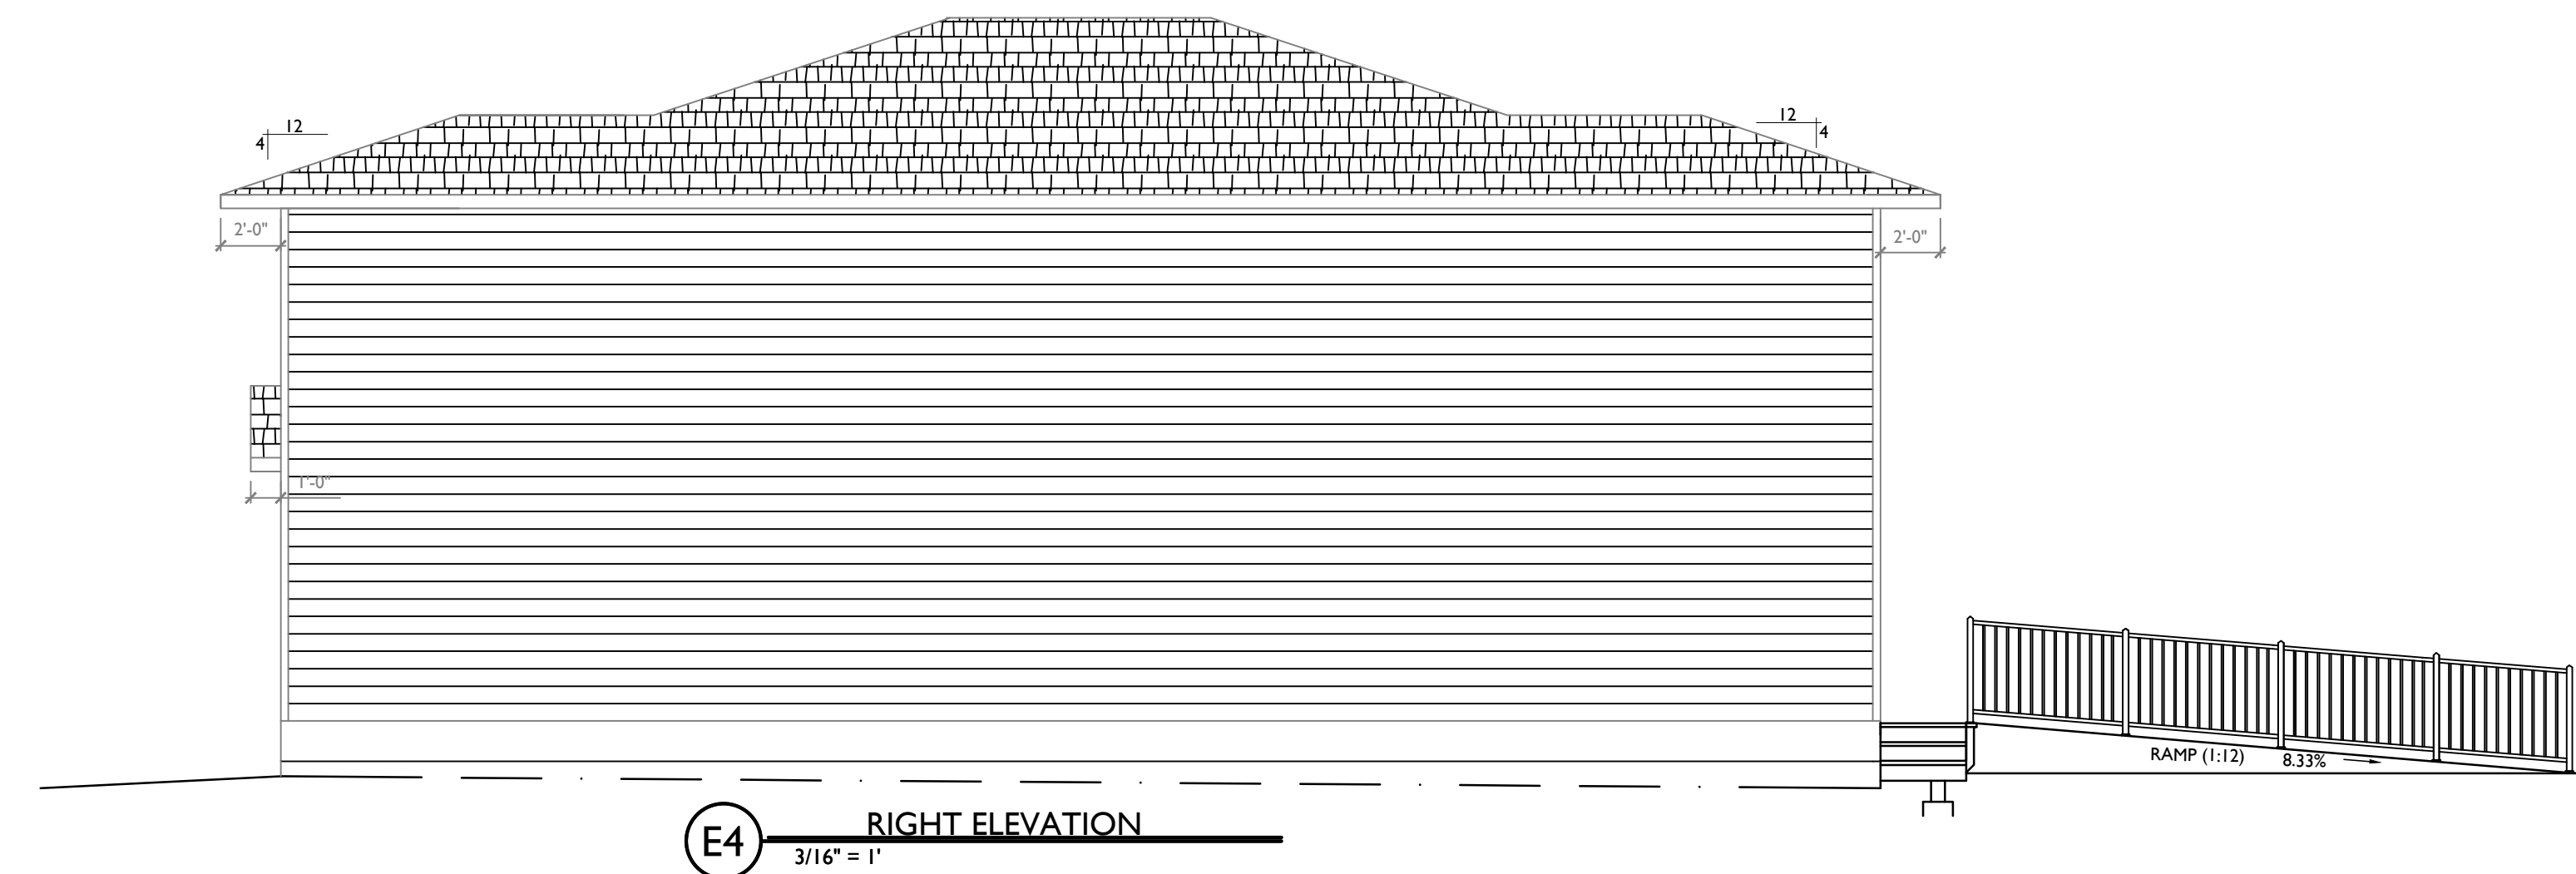 12
4
12
4
2'-0"
2'-0"
1'-0"
RAMP (1:12) 8.33%
E4
RIGHT ELEVATION
3/16" = 1'